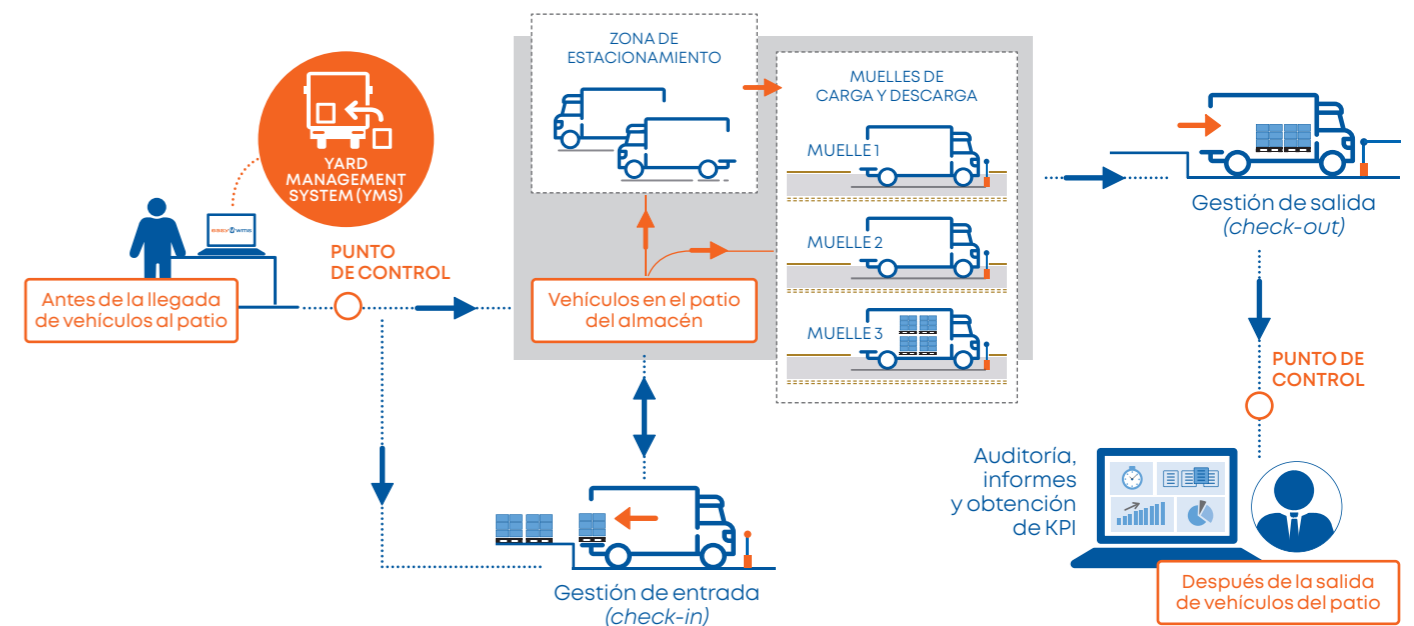 YARD
MANAGEMENT
SYSTEM (YMS)
easy wms
Antes de la llegada
de vehículos al patio
PUNTO
DE CONTROL
ZONA DE
ESTACIONAMIENTO
Vehículos en el patio
del almacén
MUELLES DE
CARGA Y DESCARGA
MUELLE 1
MUELLE 2
MUELLE 3
Gestión de entrada
(check-in)
Gestión de salida
(check-out)
PUNTO DE
CONTROL
Auditoría,
informes
y obtención
de KPI
Después de la salida
de vehículos del patio